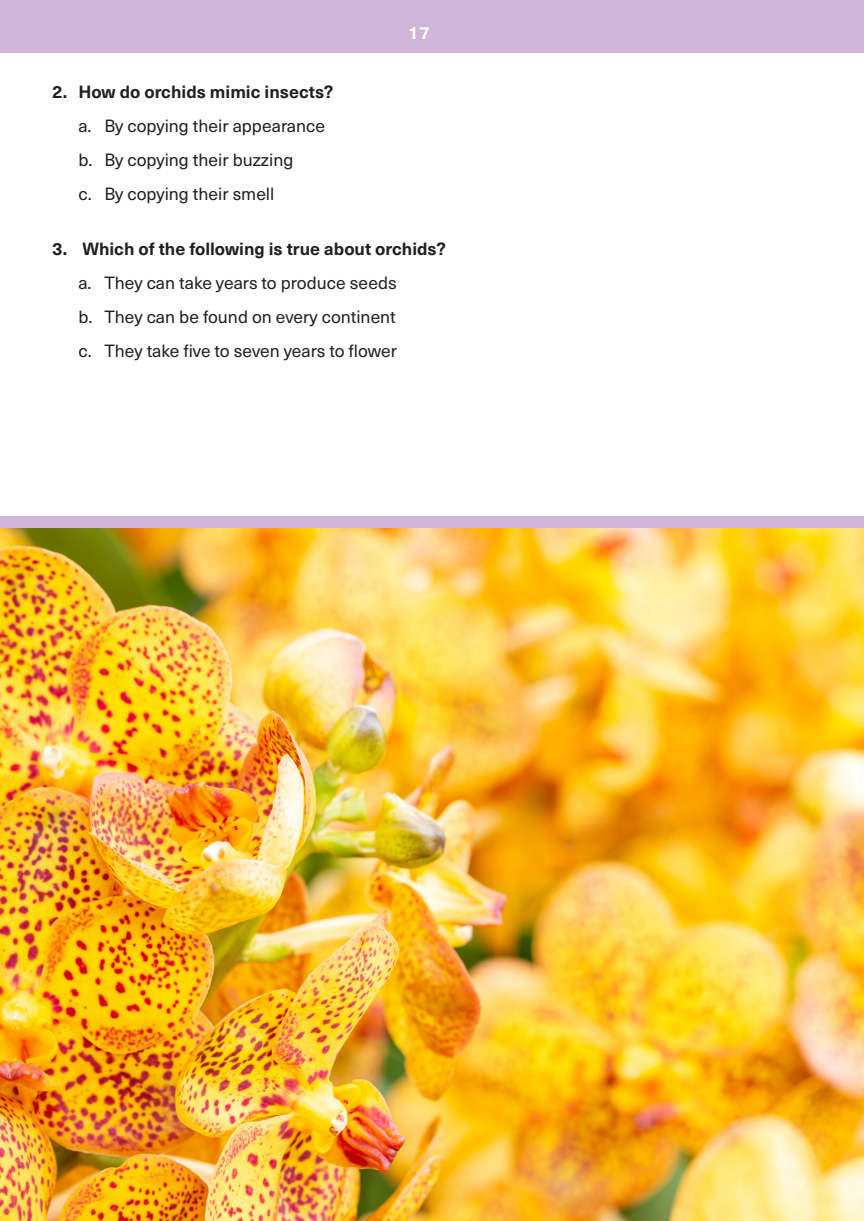 17
2. How do orchids mimic insects?
a. By copying their appearance
b. By copying their buzzing
c. By copying their smell
3. Which of the following is true about orchids?
a. They can take years to produce seeds
b. They can be found on every continent
c. They take five to seven years to flower